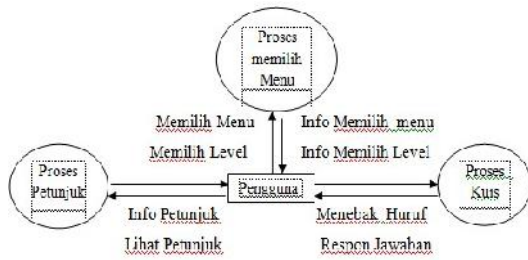 Proses
memilih
Menu
Memilih Menu
Info Memilih menu
Memilih Level
Info Memilih Level
Proses
Petunjuk
Pengguna
Proses
Kuis
Info Petunjuk
Menebak Huruf
Lihat Petunjuk
Respon Jawaban